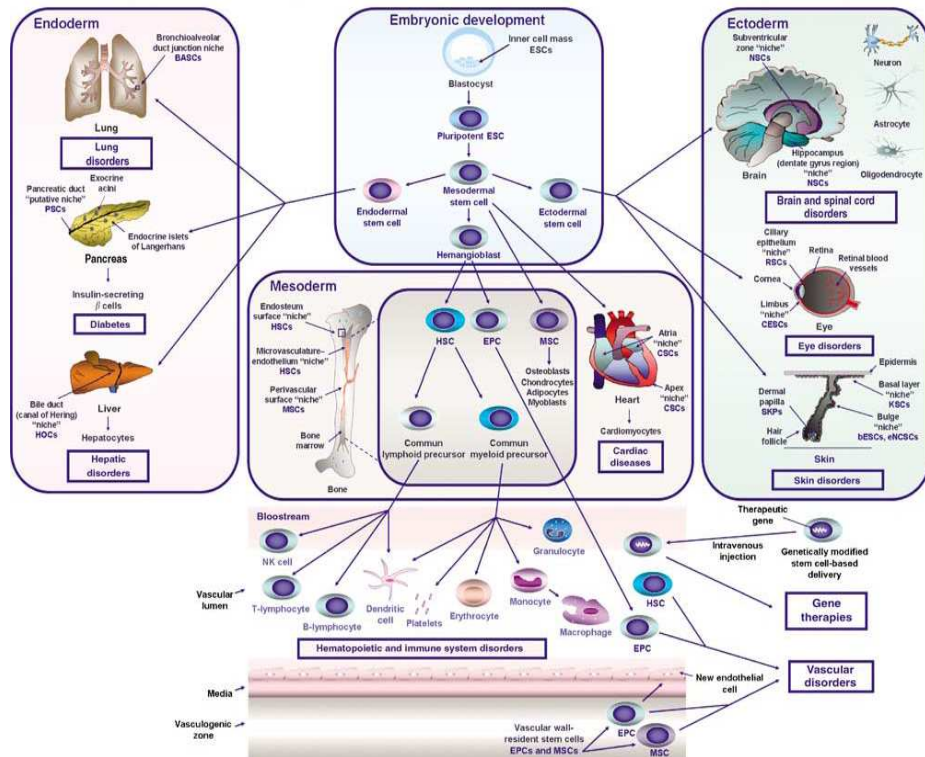 Endoderm
Bronchioalveolar
duct junction niche
BASCs
Lung
Lung
disorders
Exocrine
acini
Pancreatic duct
"putative niche"
PSCs
Endocrine islets
of Langerhans
Pancreas
Insulin-secreting
β cells
Diabetes
Bile duct
(canal of Hering)
"niche"
HOCs
Liver
Hepatocytes
Hepatic
disorders
Embryonic development
Inner cell mass
ESCs
Blastocyst
Pluripotent ESC
Mesodermal
stem cell
Endodermal
stem cell
Ectodermal
stem cell
Hemangioblast
Mesoderm
Endosteum
surface "niche"
HSCs
Microvasculature-
endothelium "niche"
HSCs
Perivascular
surface "niche"
MSCs
Bone
marrow
Bone
HSC
EPC
MSC
Osteoblasts
Chondrocytes
Adipocytes
Myoblasts
Commun
lymphoid precursor
Commun
myeloid precursor
Atria
"niche"
CSCs
Apex
"niche"
CSCs
Heart
Cardiomyocytes
Cardiac
diseases
Ectoderm
Subventricular
zone "niche"
NSCs
Neuron
Astrocyte
Oligodendrocyte
Hippocampus
(dentate gyrus region)
"niche"
NSCs
Brain
Brain and spinal cord
disorders
Ciliary
epithelium "niche"
RSCs
Retina
Retinal blood
vessels
Cornea
Limbus
"niche"
CESCs
Eye
Eye disorders
Epidermis
Basal layer
"niche"
KSCs
Dermal
papilla
SKPs
Bulge
"niche"
bESCs, eNCSCs
Hair
follicle
Skin
Skin disorders
Bloostream
NK cell
T-lymphocyte
B-lymphocyte
Dendritic
cell
Platelets
Erythrocyte
Monocyte
Granulocyte
Macrophage
Vascular
lumen
Hematopoietic and immune system disorders
HSC
EPC
Therapeutic
gene
Intravenous
injection
Genetically modified
stem cell-based
delivery
Gene
therapies
Vascular
disorders
New endothelial
cell
Media
Vasculogenic
zone
Vascular wall-
resident stem cells
EPCs and MSCs
EPC
MSC